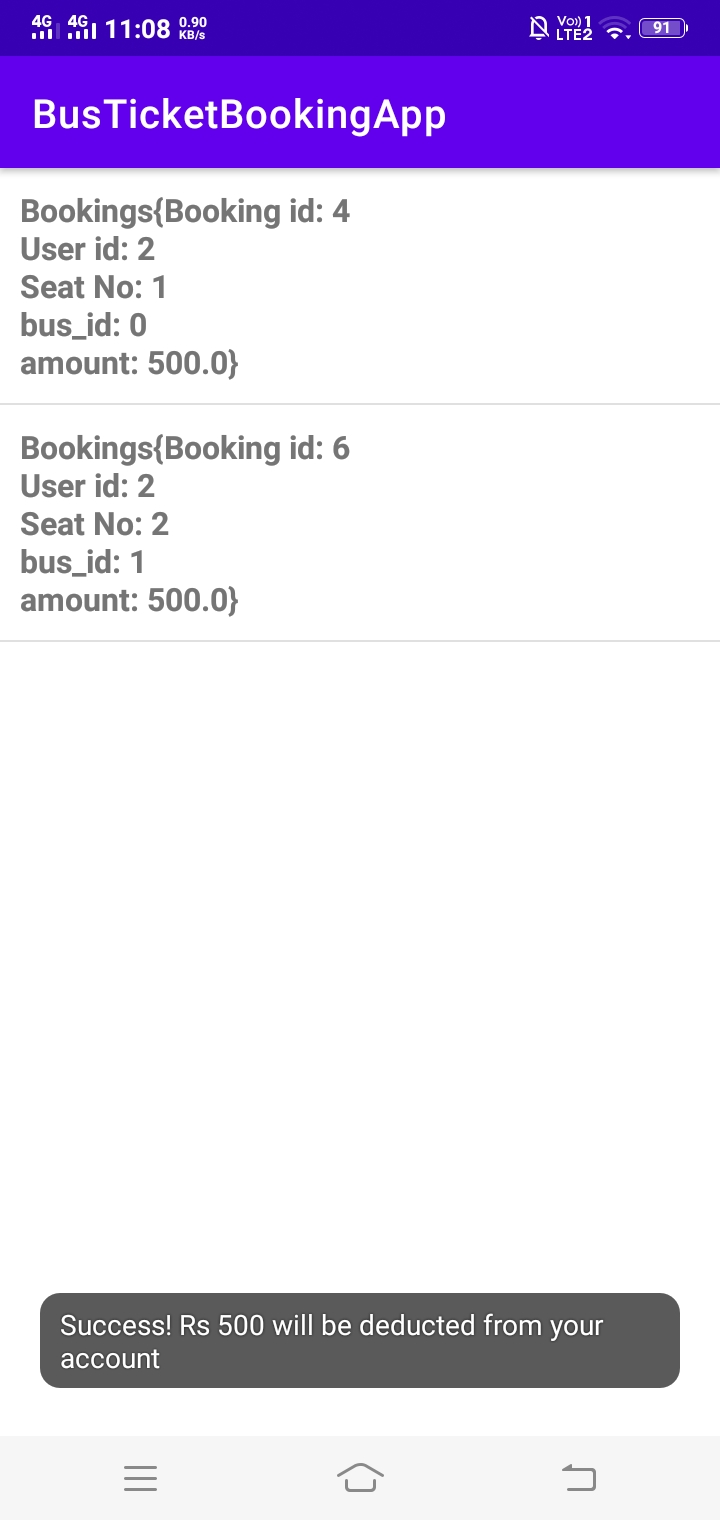 4G 4G 11:08 0.90 KB/s Vo)) 1 LTE2 91
BusTicketBookingApp
Bookings{Booking id: 4
User id: 2
Seat No: 1
bus_id: 0
amount: 500.0}
Bookings{Booking id: 6
User id: 2
Seat No: 2
bus_id: 1
amount: 500.0}
Success! Rs 500 will be deducted from your
account